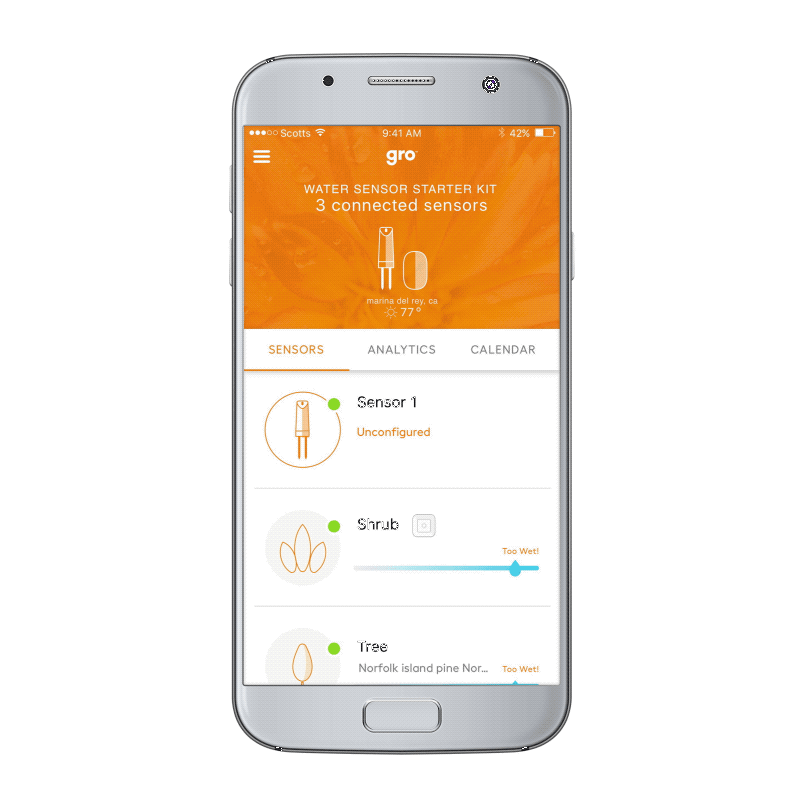 Scotts 9:41 AM 42%
gro
WATER SENSOR STARTER KIT
3 connected sensors
marina del rey, ca
77°
SENSORS ANALYTICS CALENDAR
Sensor 1
Unconfigured
Shrub
Too Wet!
Tree
Norfolk island pine Nor... Too Wet!